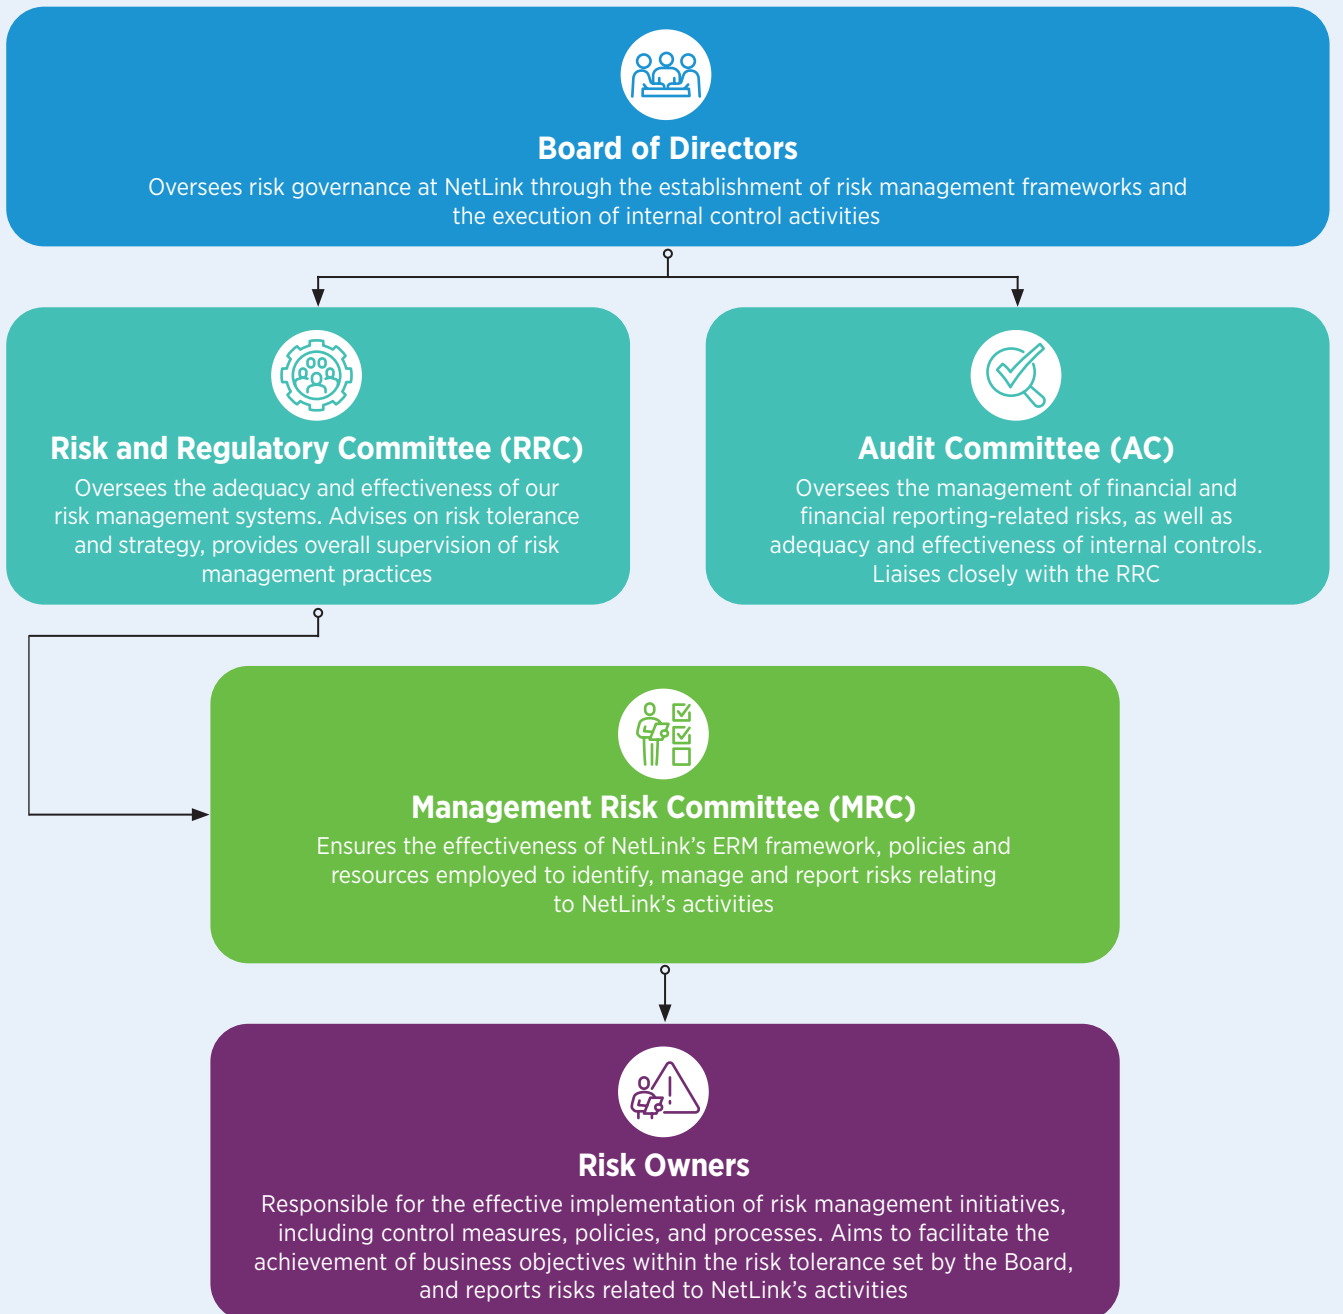 Board of Directors
Oversees risk governance at NetLink through the establishment of risk management frameworks and
the execution of internal control activities
Risk and Regulatory Committee (RRC)
Oversees the adequacy and effectiveness of our
risk management systems. Advises on risk tolerance
and strategy, provides overall supervision of risk
management practices
Audit Committee (AC)
Oversees the management of financial and
financial reporting-related risks, as well as
adequacy and effectiveness of internal controls.
Liaises closely with the RRC
Management Risk Committee (MRC)
Ensures the effectiveness of NetLink’s ERM framework, policies and
resources employed to identify, manage and report risks relating
to NetLink’s activities
Risk Owners
Responsible for the effective implementation of risk management initiatives,
including control measures, policies, and processes. Aims to facilitate the
achievement of business objectives within the risk tolerance set by the Board,
and reports risks related to NetLink’s activities